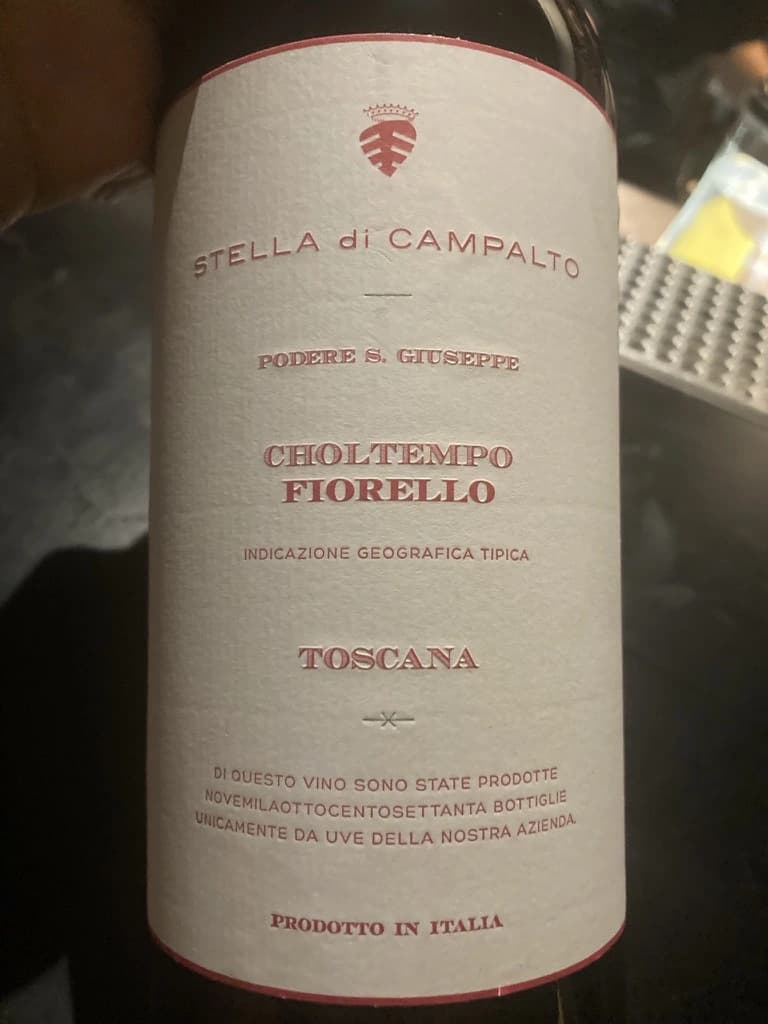 STELLA di CAMPALTO
PODERE S. GIUSEPPE
CHOLTEMPO
FIORELLO
INDICAZIONE GEOGRAFICA TIPICA
TOSCANA
DI QUESTO VINO SONO STATE PRODOTTE
NOVEMILAOTTOCENTOSETTANTA BOTTIGLIE
UNICAMENTE DA UVE DELLA NOSTRA AZIENDA.
PRODOTTO IN ITALIA